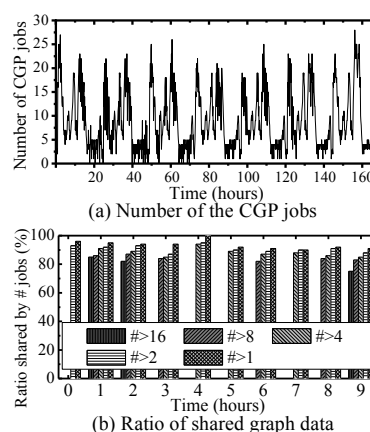 Number of CGP jobs
30
25
20
15
10
5
0
20 40 60 80 100 120 140 160
Time (hours)
(a) Number of the CGP jobs
Ratio shared by # jobs (%)
100
80
60
40
20
0
#>16 #>8 #>4
#>2 #>1
0 1 2 3 4 5 6 7 8 9
Time (hours)
(b) Ratio of shared graph data